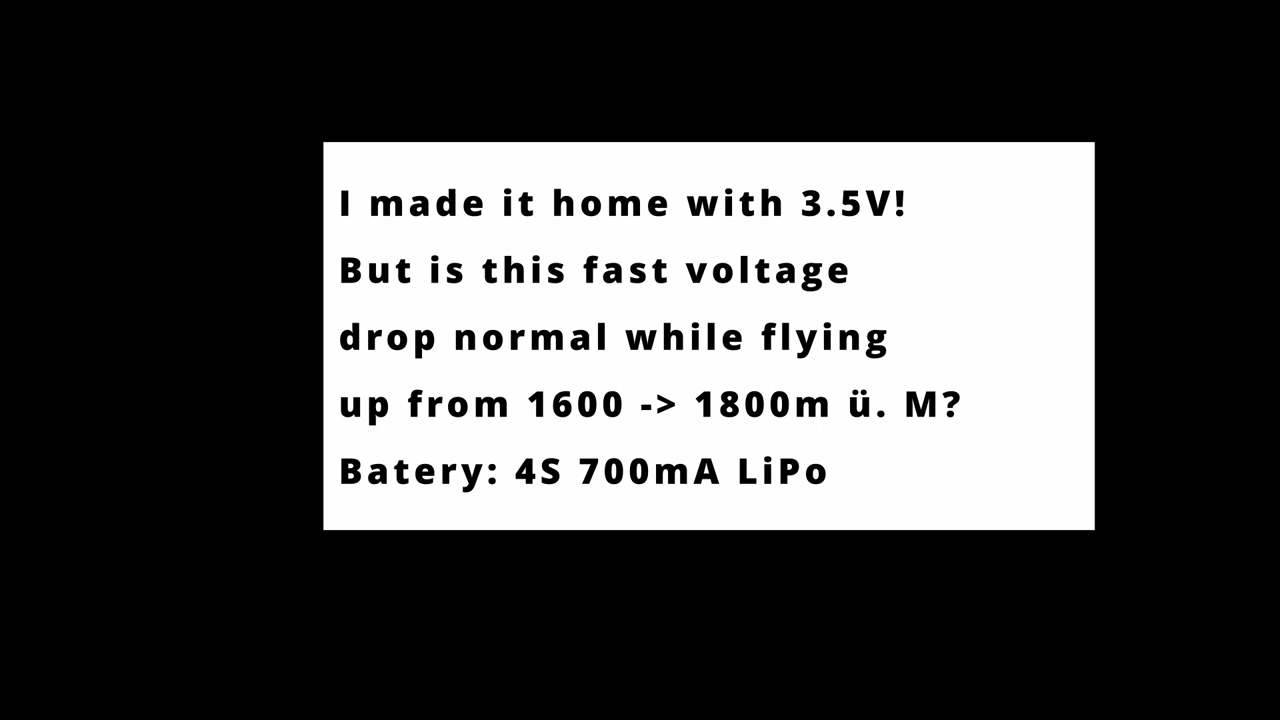 I made it home with 3.5V!
But is this fast voltage
drop normal while flying
up from 1600 -> 1800m ü. M?
Batery: 4S 700mA LiPo